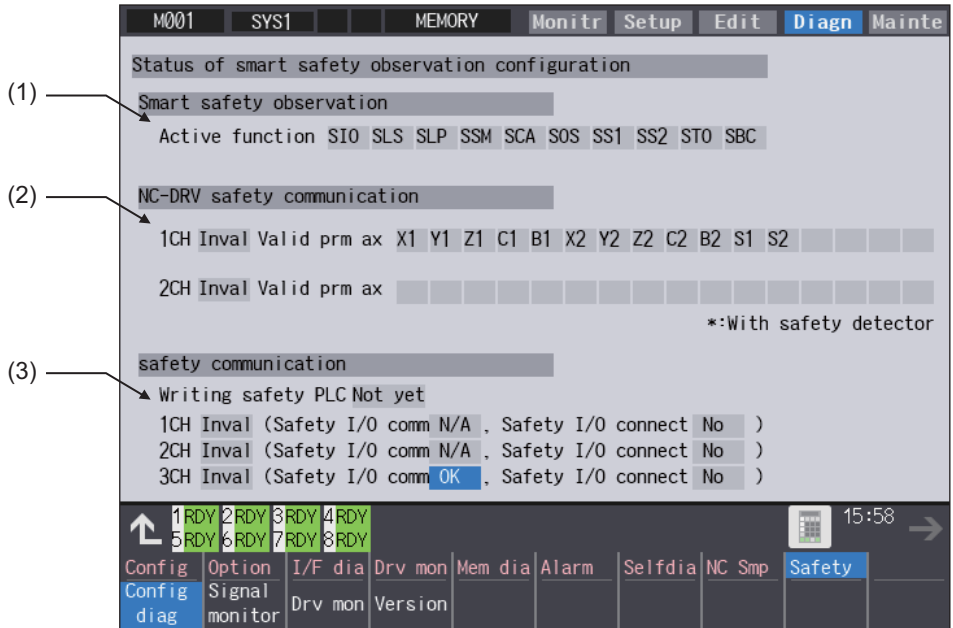 M001 SYS1 MEMORY Monitr Setup Edit Diagn Mainte
Status of smart safety observation configuration
(1)
Smart safety observation
Active function SIO SLS SLP SSM SCA SOS SS1 SS2 STO SBC
(2)
NC-DRV safety communication
1CH Inval Valid prm ax X1 Y1 Z1 C1 B1 X2 Y2 Z2 C2 B2 S1 S2
2CH Inval Valid prm ax
*:With safety detector
(3)
safety communication
Writing safety PLC Not yet
1CH Inval (Safety I/O comm N/A , Safety I/O connect No )
2CH Inval (Safety I/O comm N/A , Safety I/O connect No )
3CH Inval (Safety I/O comm OK , Safety I/O connect No )
1 RDY 2 RDY 3 RDY 4 RDY
5 RDY 6 RDY 7 RDY 8 RDY
15:58
Config Option I/F dia Drv mon Mem dia Alarm Selfdia NC Smp Safety
Config diag Signal monitor Drv mon Version